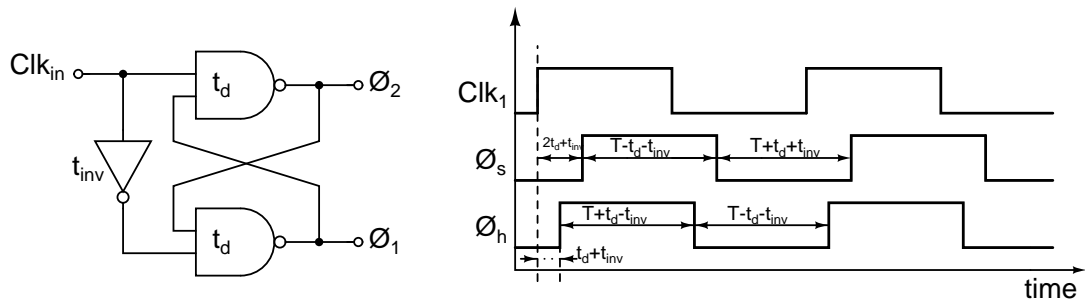 Clk_in
t_d
Ø_2
t_inv
t_d
Ø_1
Clk_1
2t_d+t_inv
T-t_d-t_inv
T+t_d+t_inv
Ø_s
T+t_d-t_inv
T-t_d-t_inv
Ø_h
t_d+t_inv
time